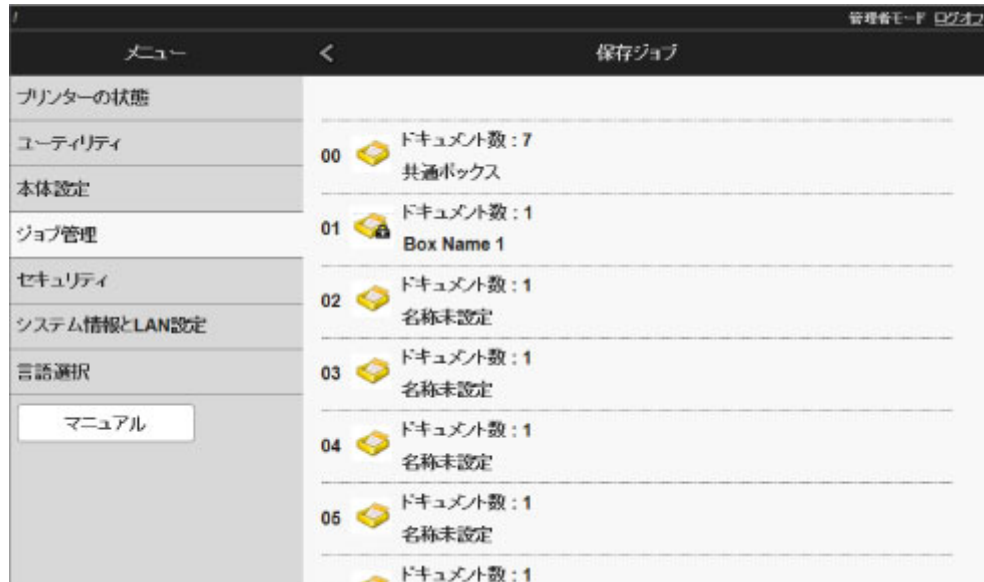 管理者モード ログオフ
メニュー
保存ジョブ
プリンターの状態
ユーティリティ
本体設定
ジョブ管理
セキュリティ
システム情報とLAN設定
言語選択
マニュアル
00
ドキュメント数 : 7
共通ボックス
01
ドキュメント数 : 1
Box Name 1
02
ドキュメント数 : 1
名称未設定
03
ドキュメント数 : 1
名称未設定
04
ドキュメント数 : 1
名称未設定
05
ドキュメント数 : 1
名称未設定
ドキュメント数 : 1